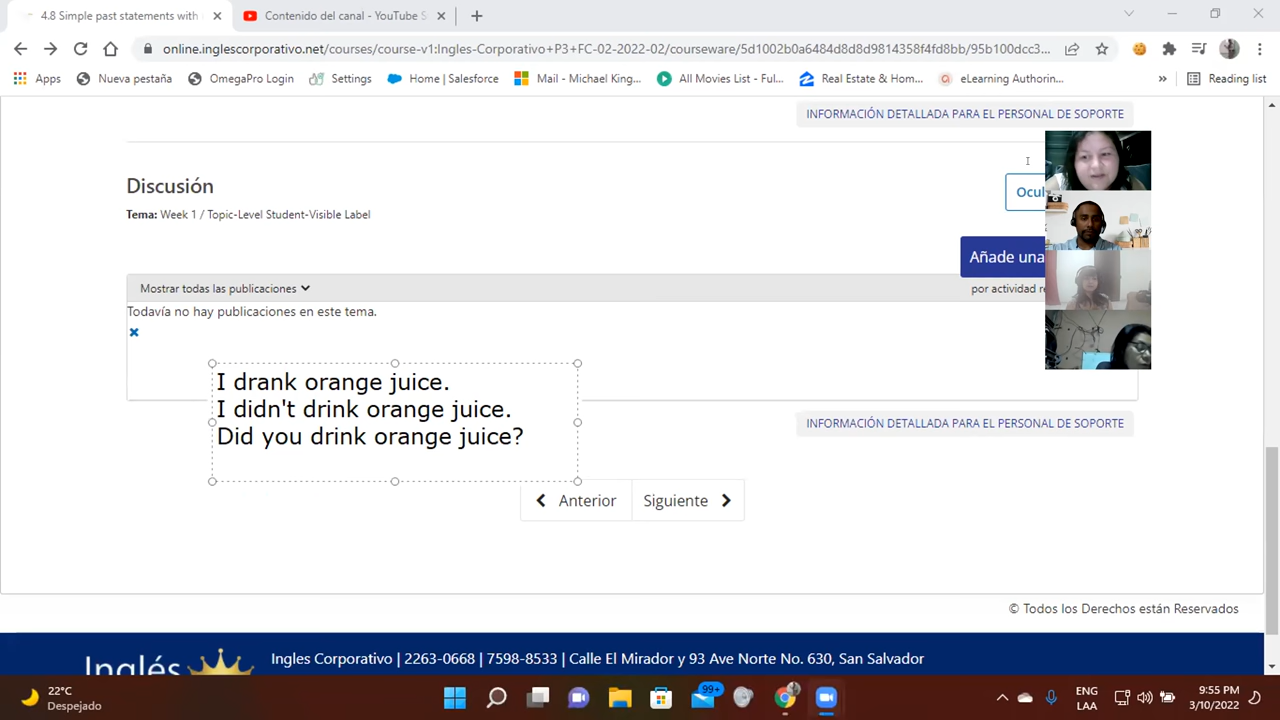 4.8 Simple past statements with
Contenido del canal - YouTube S
online.inglescorporativo.net/courses/course-v1:Ingles-Corporativo+P3+FC-02-2022-02/courseware/5d1002b0a6484d8d8d9814358f4fd8bb/95b100dcc3...
Apps
Nueva pestaña
OmegaPro Login
Settings
Home | Salesforce
Mail - Michael King...
All Movies List - Ful...
Real Estate & Hom...
eLearning Authorin...
»
Reading list
INFORMACIÓN DETALLADA PARA EL PERSONAL DE SOPORTE
Discusión
Ocul
Tema: Week 1 / Topic-Level Student-Visible Label
Añade una
Mostrar todas las publicaciones
por actividad re
Todavía no hay publicaciones en este tema.
I drank orange juice.
I didn't drink orange juice.
Did you drink orange juice?
INFORMACIÓN DETALLADA PARA EL PERSONAL DE SOPORTE
Anterior
Siguiente
© Todos los Derechos están Reservados
Inglés
Ingles Corporativo | 2263-0668 | 7598-8533 | Calle El Mirador y 93 Ave Norte No. 630, San Salvador
22°C
Despejado
99+
ENG
LAA
9:55 PM
3/10/2022